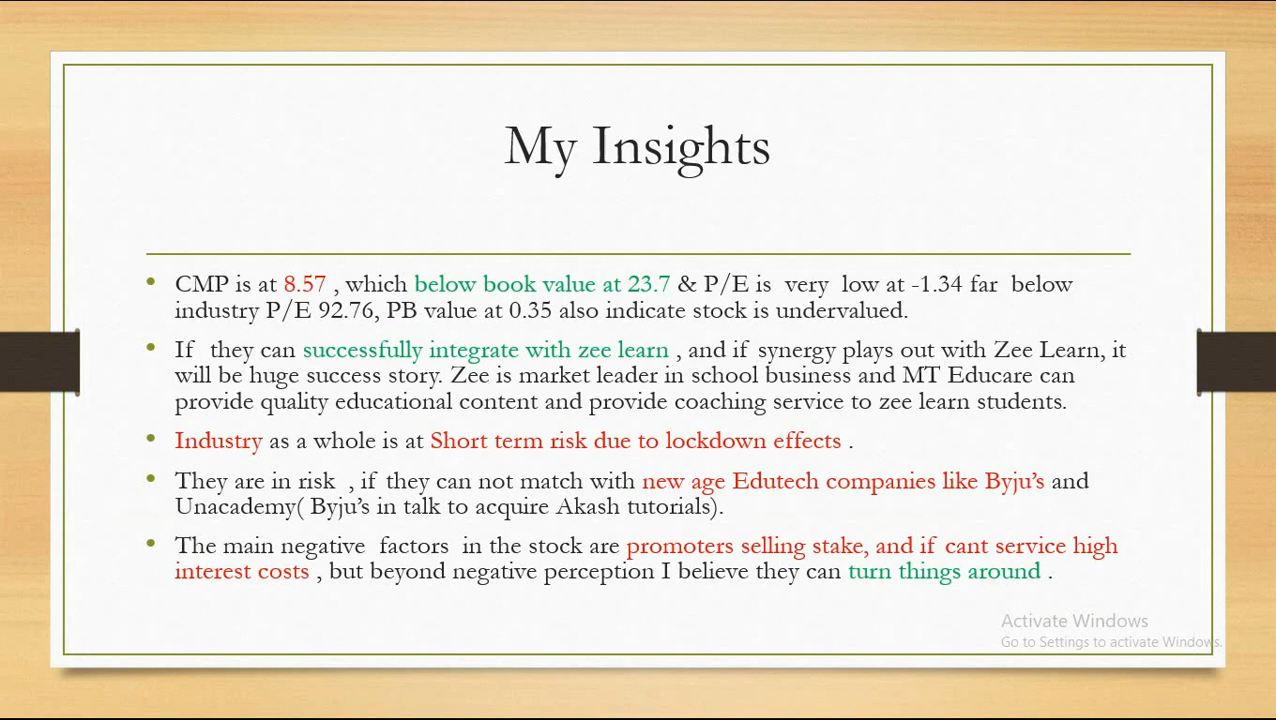 My Insights
• CMP is at 8.57 , which below book value at 23.7 & P/E is very low at -1.34 far below
industry P/E 92.76, PB value at 0.35 also indicate stock is undervalued.
• If they can successfully integrate with zee learn , and if synergy plays out with Zee Learn, it
will be huge success story. Zee is market leader in school business and MT Educare can
provide quality educational content and provide coaching service to zee learn students.
• Industry as a whole is at Short term risk due to lockdown effects .
• They are in risk , if they can not match with new age Edutech companies like Byju’s and
Unacademy( Byju’s in talk to acquire Akash tutorials).
• The main negative factors in the stock are promoters selling stake, and if cant service high
interest costs , but beyond negative perception I believe they can turn things around .
Activate Windows
Go to Settings to activate Windows.